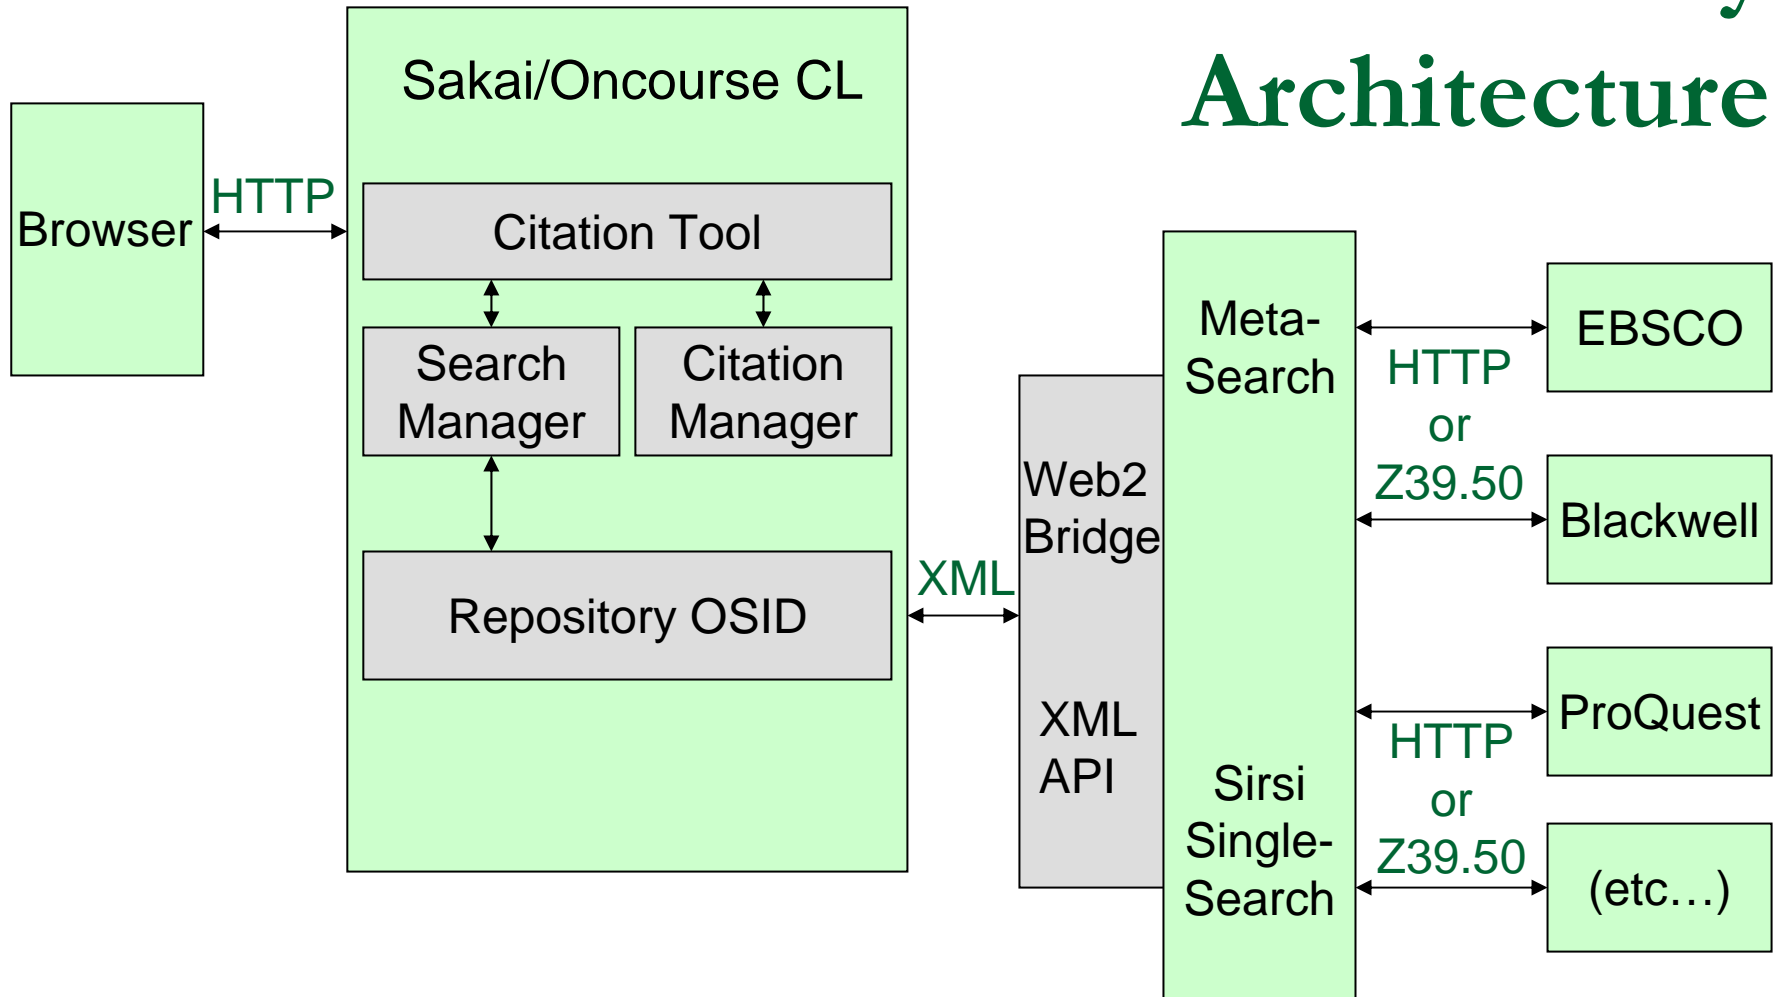 Architecture
Sakai/Oncourse CL
Browser
HTTP
Citation Tool
Search
Manager
Citation
Manager
Repository OSID
XML
Web2
Bridge
XML
API
Meta-
Search
Sirsi
Single-
Search
HTTP
or
Z39.50
HTTP
or
Z39.50
EBSCO
Blackwell
ProQuest
(etc…)